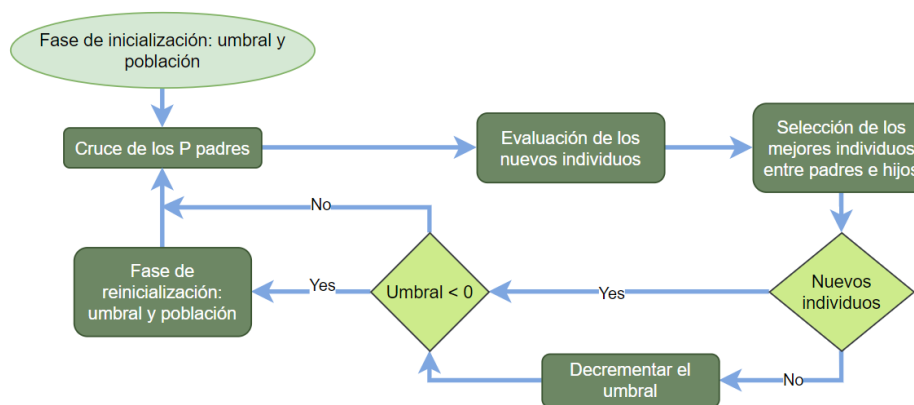 Fase de inicialización: umbral y
población
Cruce de los P padres
Evaluación de los
nuevos individuos
Selección de los
mejores individuos
entre padres e hijos
No
Fase de
reinicialización:
umbral y población
Yes
Umbral < 0
Yes
Nuevos
individuos
No
Decrementar el
umbral